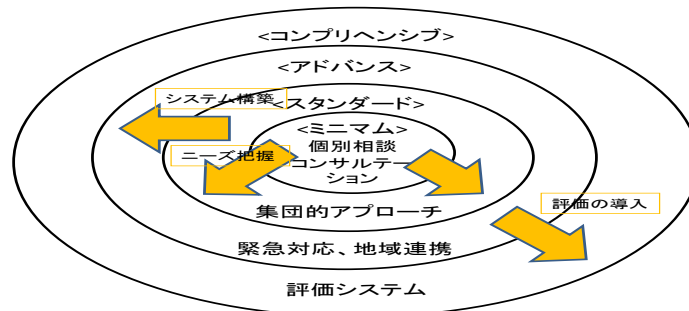 <コンプリヘンシブ>
<アドバンス>
システム構築
<スタンダード>
<ミニマム>
個別相談
ニーズ把握
コンサルテー
ション
評価の導入
集団的アプローチ
緊急対応、地域連携
評価システム